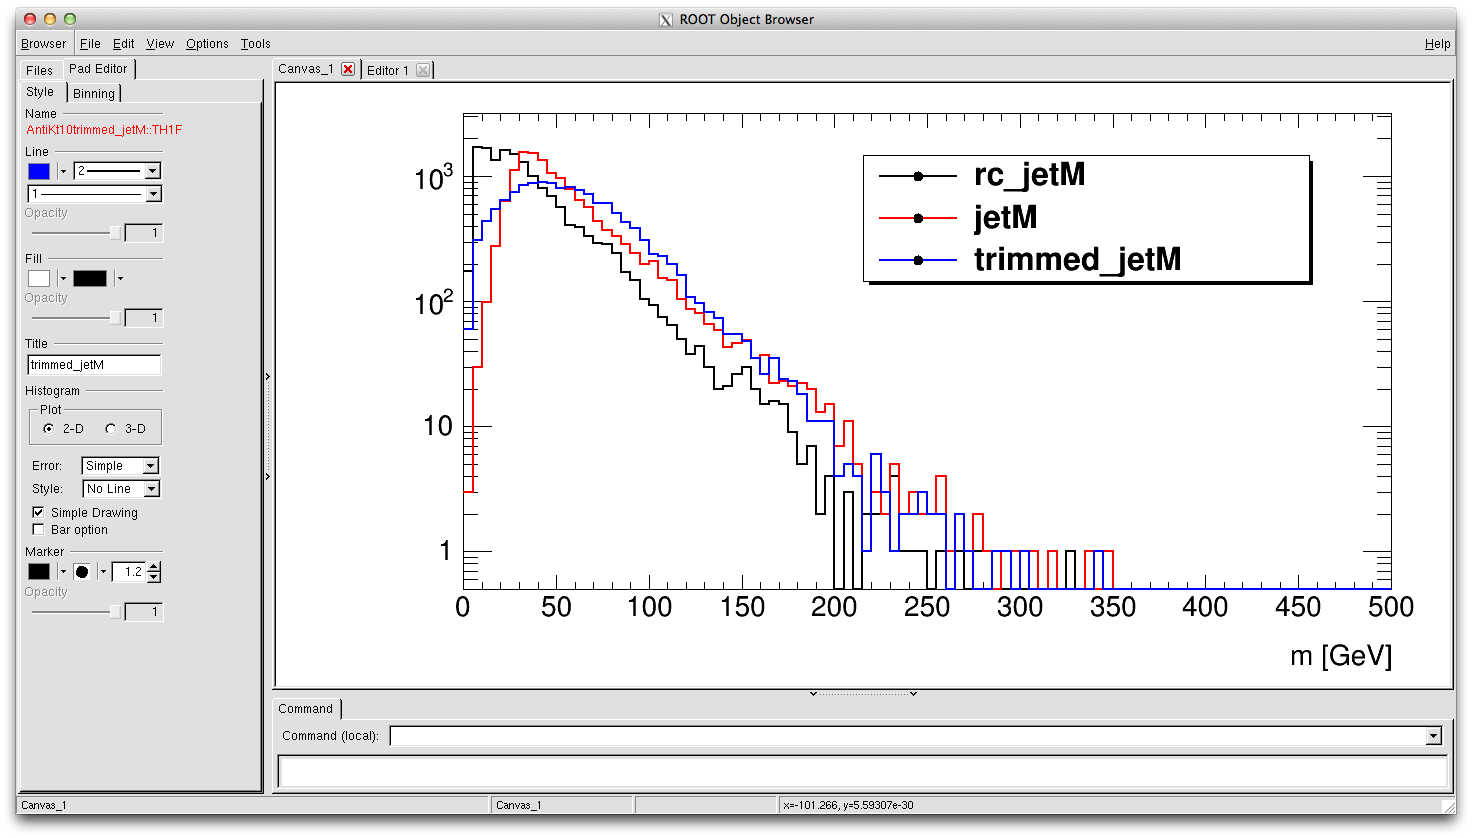 X ROOT Object Browser
Browser File Edit View Options Tools Help
Files Pad Editor
Style Binning
Name
AntiKt10trimmed_jetM::TH1F
Line
2
1
Opacity
1
Fill
Opacity
1
Title
trimmed_jetM
Histogram
Plot
2-D 3-D
Error: Simple
Style: No Line
Simple Drawing
Bar option
Marker
1.2
Opacity
1
Canvas_1 Editor 1
rc_jetM
jetM
trimmed_jetM
10³
10²
10
1
0 50 100 150 200 250 300 350 400 450 500
m [GeV]
Command
Command (local):
Canvas_1 Canvas_1 x=-101.266, y=5.59307e-30